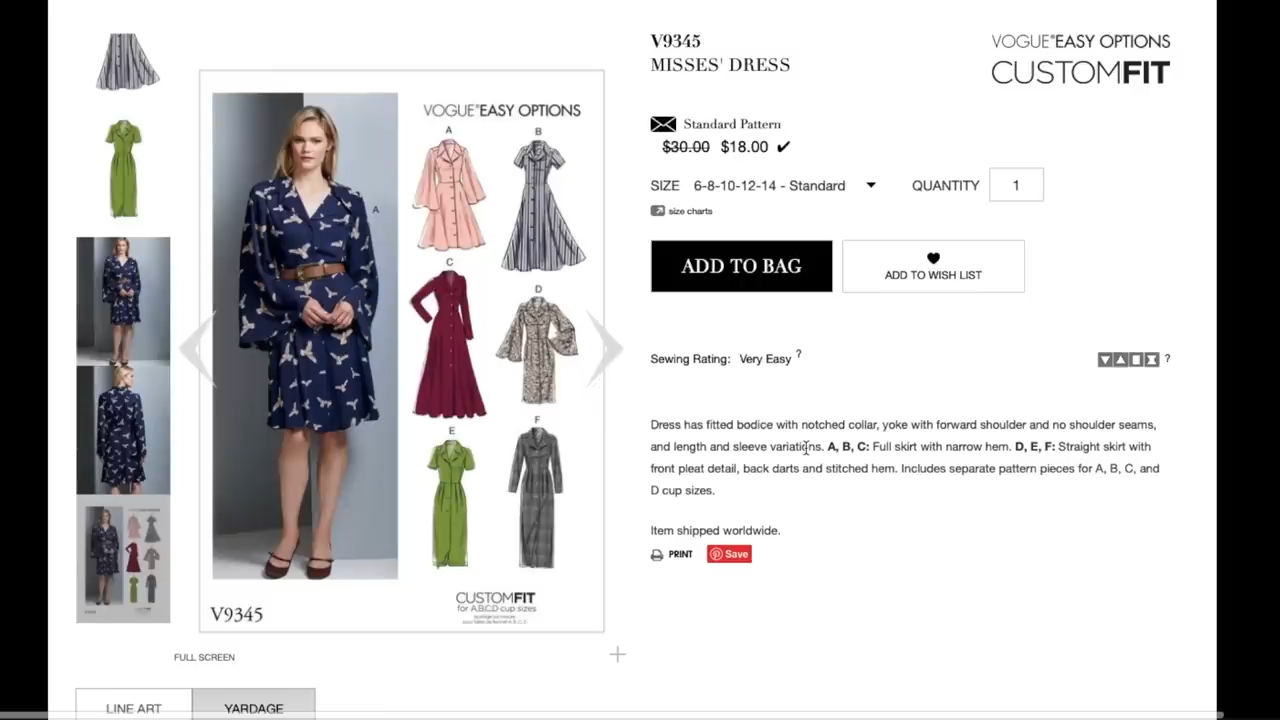 V9345
MISSES' DRESS
VOGUE® EASY OPTIONS
CUSTOMFIT
Standard Pattern
$30.00 $18.00 ✔
SIZE 6-8-10-12-14 - Standard
QUANTITY 1
size charts
ADD TO BAG
ADD TO WISH LIST
Sewing Rating: Very Easy ?
?
Dress has fitted bodice with notched collar, yoke with forward shoulder and no shoulder seams,
and length and sleeve variations. A, B, C: Full skirt with narrow hem. D, E, F: Straight skirt with
front pleat detail, back darts and stitched hem. Includes separate pattern pieces for A, B, C, and
D cup sizes.
Item shipped worldwide.
PRINT
Save
VOGUE® EASY OPTIONS
A
B
A
C
D
E
F
CUSTOMFIT
for A,B,C,D cup sizes
V9345
FULL SCREEN
LINE ART
YARDAGE